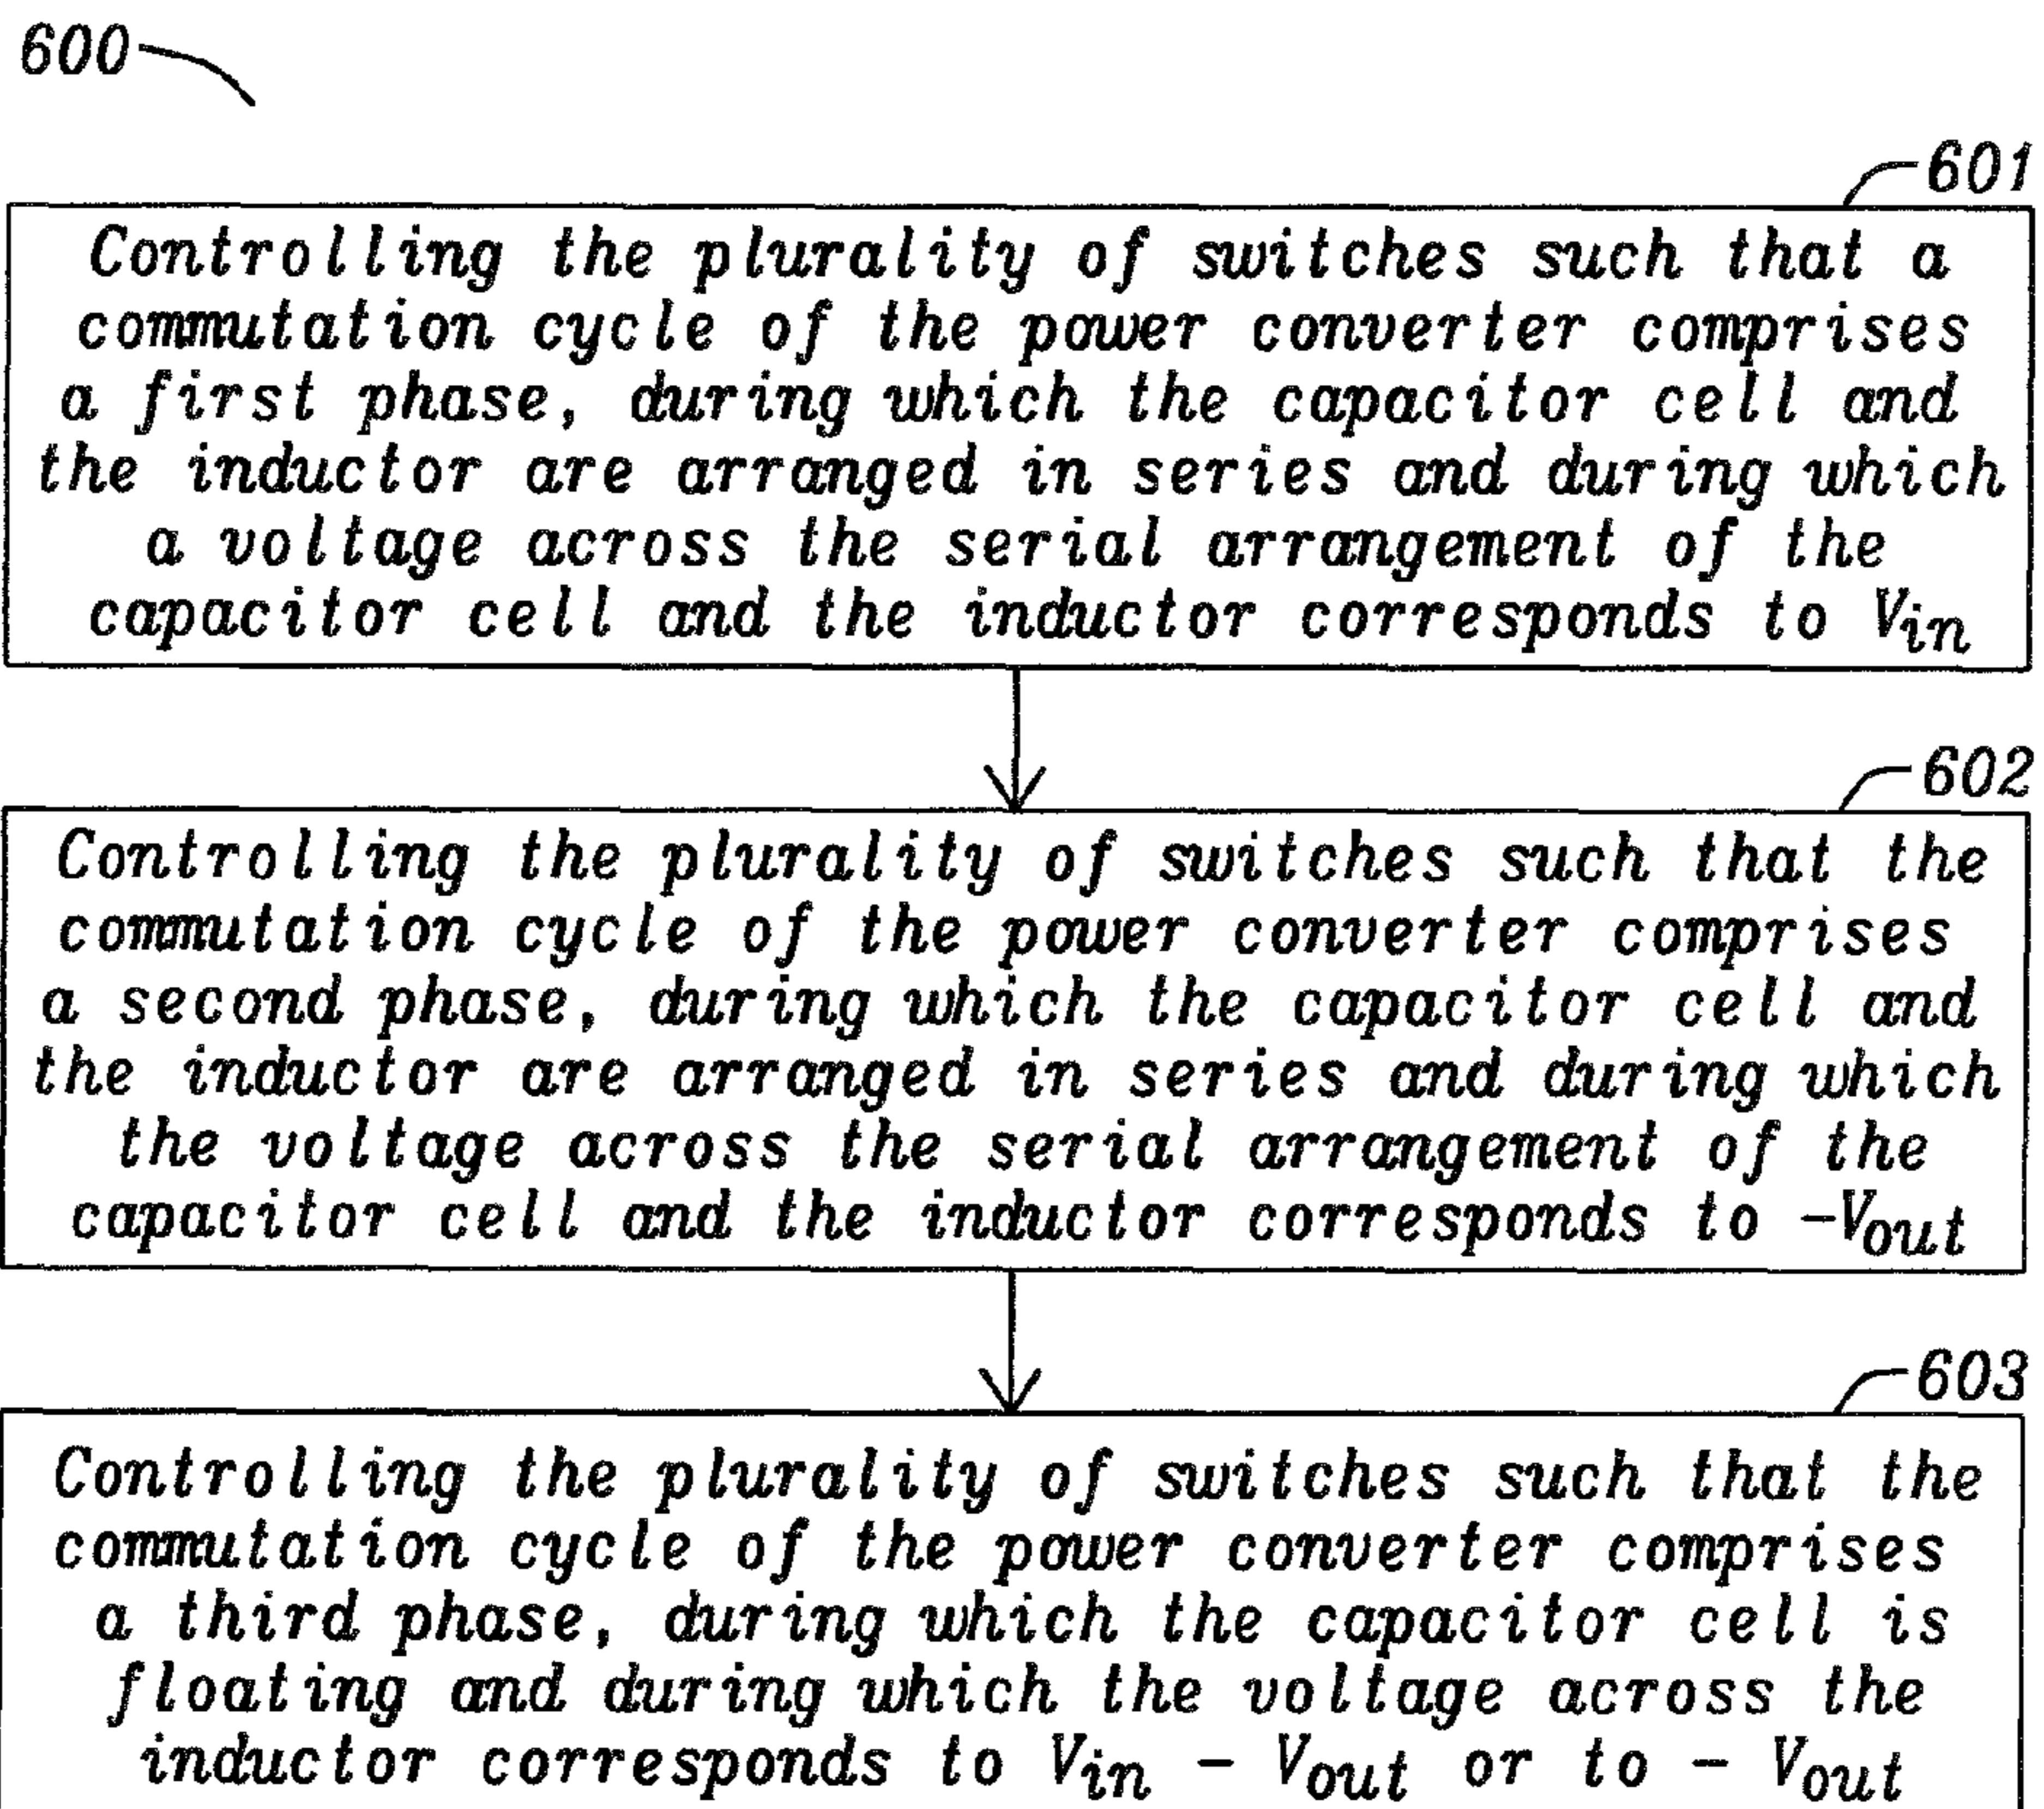 600
601
Controlling the plurality of switches such that a
commutation cycle of the power converter comprises
a first phase, during which the capacitor cell and
the inductor are arranged in series and during which
a voltage across the serial arrangement of the
capacitor cell and the inductor corresponds to Vin
602
Controlling the plurality of switches such that the
commutation cycle of the power converter comprises
a second phase, during which the capacitor cell and
the inductor are arranged in series and during which
the voltage across the serial arrangement of the
capacitor cell and the inductor corresponds to -Vout
603
Controlling the plurality of switches such that the
commutation cycle of the power converter comprises
a third phase, during which the capacitor cell is
floating and during which the voltage across the
inductor corresponds to Vin - Vout or to - Vout